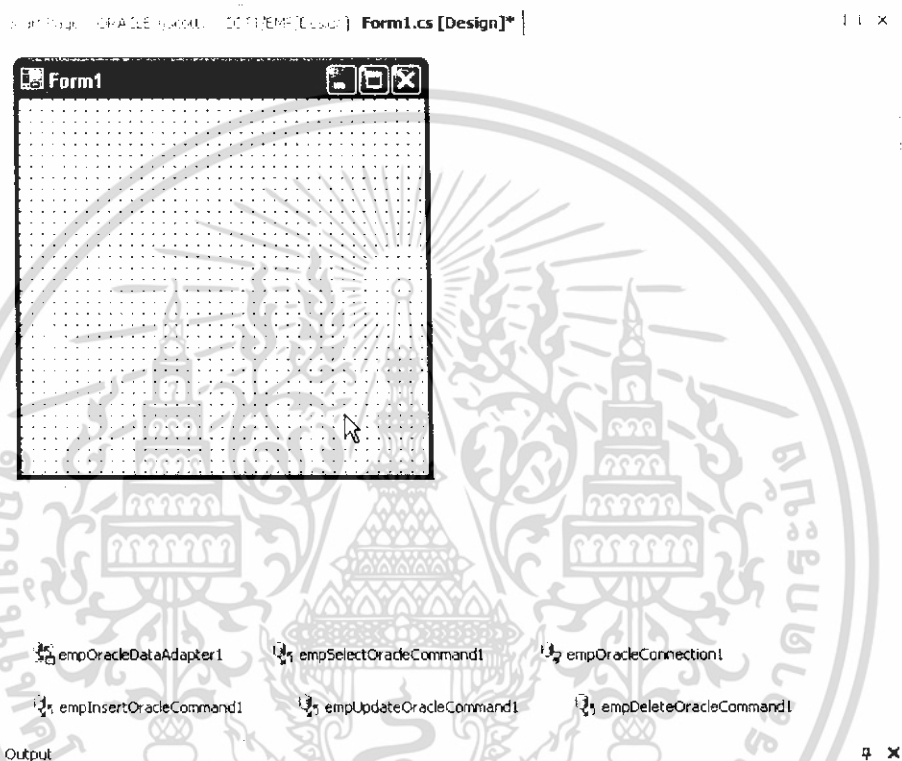 Form1.cs [Design]*
Form1
empOracleDataAdapter1 empSelectOracleCommand1 empOracleConnection1
empInsertOracleCommand1 empUpdateOracleCommand1 empDeleteOracleCommand1
Output